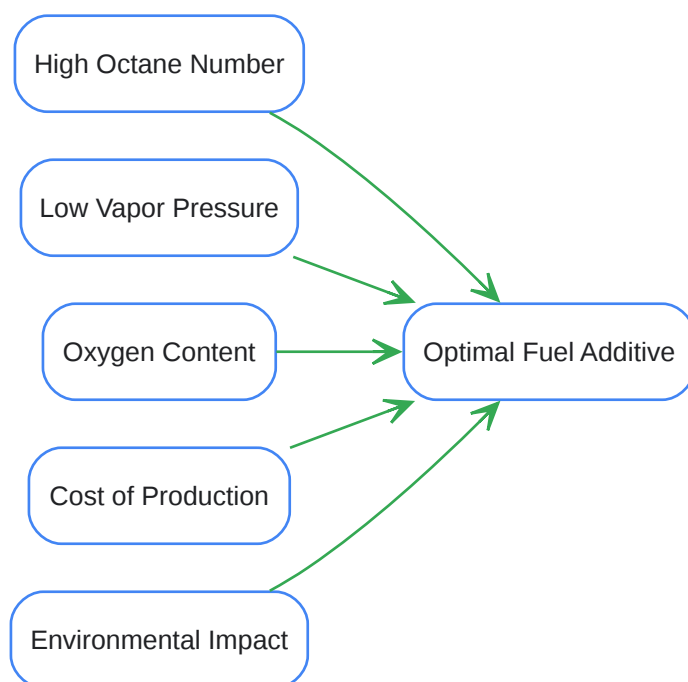 High Octane Number
Low Vapor Pressure
Oxygen Content
Optimal Fuel Additive
Cost of Production
Environmental Impact